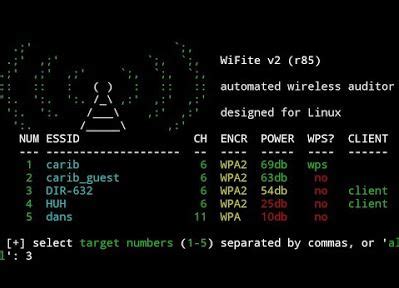 WiFite v2 (r85)
automated wireless auditor
designed for Linux
NUM ESSID CH ENCR POWER WPS? CLIENT
--- -------------------- -- ---- ----- ---- ------
1 carib 6 WPA2 69db wps
2 carib_guest 6 WPA2 63db no
3 DIR-632 6 WPA2 54db no client
4 HUH 6 WPA2 25db no client
5 dans 11 WPA 10db no
[+] select target numbers (1-5) separated by commas, or 'al
l': 3